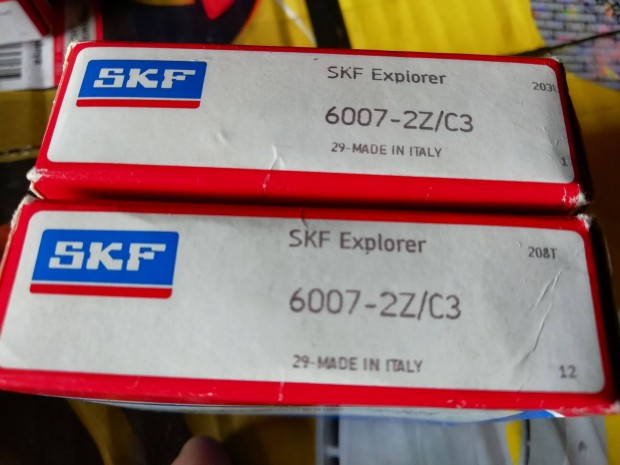 SKF
SKF Explorer
6007-2Z/C3
29-MADE IN ITALY
1
SKF
SKF Explorer
208T
6007-2Z/C3
29-MADE IN ITALY
12